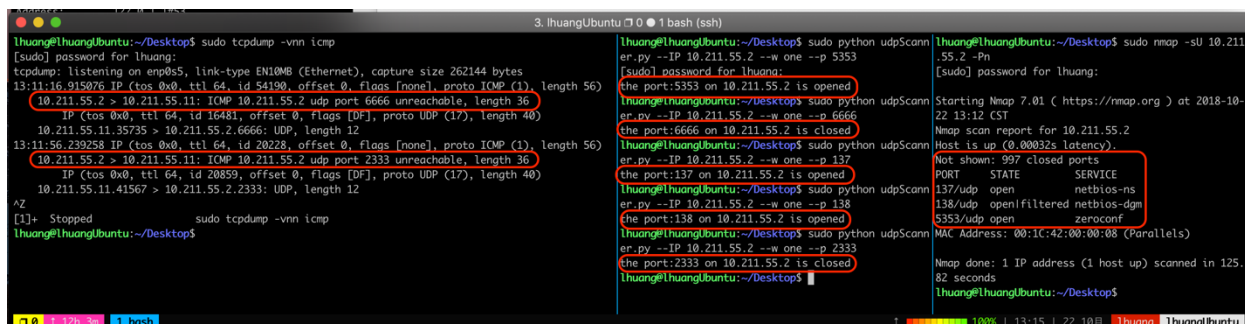 3. lhuangUbuntu 0 1 bash (ssh)
lhuang@lhuangUbuntu:~/Desktop$ sudo tcpdump -vnn icmp
[sudo] password for lhuang:
tcpdump: listening on enp0s5, link-type EN10MB (Ethernet), capture size 262144 bytes
13:11:16.915076 IP (tos 0x0, ttl 64, id 54190, offset 0, flags [none], proto ICMP (1), length 56)
10.211.55.2 > 10.211.55.11: ICMP 10.211.55.2 udp port 6666 unreachable, length 36
IP (tos 0x0, ttl 64, id 16481, offset 0, flags [DF], proto UDP (17), length 40)
10.211.55.11.35735 > 10.211.55.2.6666: UDP, length 12
13:11:56.239258 IP (tos 0x0, ttl 64, id 20228, offset 0, flags [none], proto ICMP (1), length 56)
10.211.55.2 > 10.211.55.11: ICMP 10.211.55.2 udp port 2333 unreachable, length 36
IP (tos 0x0, ttl 64, id 20859, offset 0, flags [DF], proto UDP (17), length 40)
10.211.55.11.41567 > 10.211.55.2.2333: UDP, length 12
^Z
[1]+ Stopped sudo tcpdump -vnn icmp
lhuang@lhuangUbuntu:~/Desktop$
lhuang@lhuangUbuntu:~/Desktop$ sudo python udpScann
er.py --IP 10.211.55.2 --w one --p 5353
[sudo] password for lhuang:
the port:5353 on 10.211.55.2 is opened
lhuang@lhuangUbuntu:~/Desktop$ sudo python udpScann
er.py --IP 10.211.55.2 --w one --p 6666
the port:6666 on 10.211.55.2 is closed
lhuang@lhuangUbuntu:~/Desktop$ sudo python udpScann
er.py --IP 10.211.55.2 --w one --p 137
the port:137 on 10.211.55.2 is opened
lhuang@lhuangUbuntu:~/Desktop$ sudo python udpScann
er.py --IP 10.211.55.2 --w one --p 138
the port:138 on 10.211.55.2 is opened
lhuang@lhuangUbuntu:~/Desktop$ sudo python udpScann
er.py --IP 10.211.55.2 --w one --p 2333
the port:2333 on 10.211.55.2 is closed
lhuang@lhuangUbuntu:~/Desktop$
lhuang@lhuangUbuntu:~/Desktop$ sudo nmap -sU 10.211
.55.2 -Pn
[sudo] password for lhuang:
Starting Nmap 7.01 ( https://nmap.org ) at 2018-10-
22 13:12 CST
Nmap scan report for 10.211.55.2
Host is up (0.00032s latency).
Not shown: 997 closed ports
PORT STATE SERVICE
137/udp open netbios-ns
138/udp open|filtered netbios-dgm
5353/udp open zeroconf
MAC Address: 00:1C:42:00:00:08 (Parallels)
Nmap done: 1 IP address (1 host up) scanned in 125.
82 seconds
lhuang@lhuangUbuntu:~/Desktop$
0 ↑ 12h 3m 1 bash
↑ 100% | 13:15 | 22 10月 lhuang lhuangUbuntu